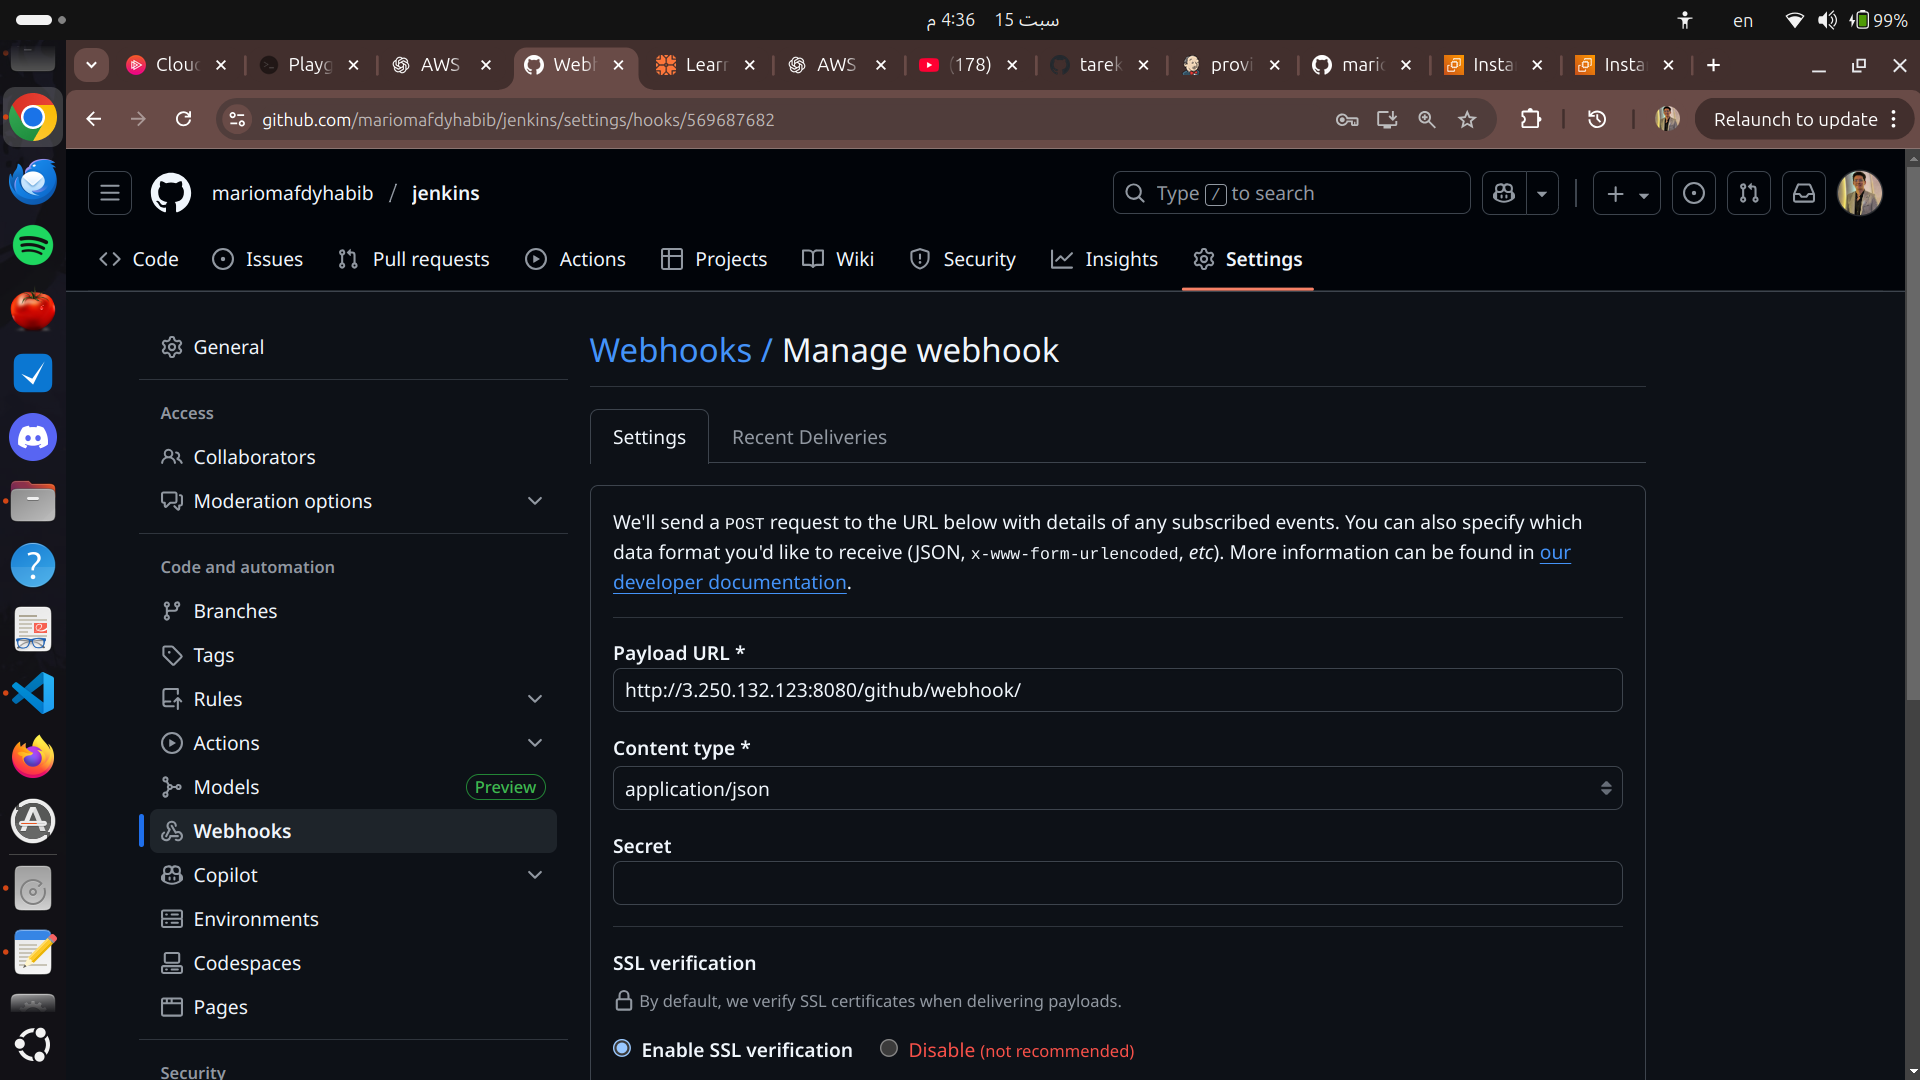 سبت 15 4:36 م
en
99%
Cloud
Playg
AWS
Webh
Learn
AWS
(178)
tarek
provi
mario
Insta
Insta
github.com/mariomafdyhabib/jenkins/settings/hooks/569687682
Relaunch to update
mariomafdyhabib / jenkins
Type / to search
Code
Issues
Pull requests
Actions
Projects
Wiki
Security
Insights
Settings
General
Access
Collaborators
Moderation options
Code and automation
Branches
Tags
Rules
Actions
Models Preview
Webhooks
Copilot
Environments
Codespaces
Pages
Security
Webhooks / Manage webhook
Settings
Recent Deliveries
We'll send a POST request to the URL below with details of any subscribed events. You can also specify which
data format you'd like to receive (JSON, x-www-form-urlencoded, etc). More information can be found in our
developer documentation.
Payload URL *
http://3.250.132.123:8080/github/webhook/
Content type *
application/json
Secret
SSL verification
By default, we verify SSL certificates when delivering payloads.
Enable SSL verification
Disable (not recommended)